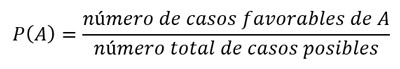 P(A) = número de casos favorables de A / número total de casos posibles